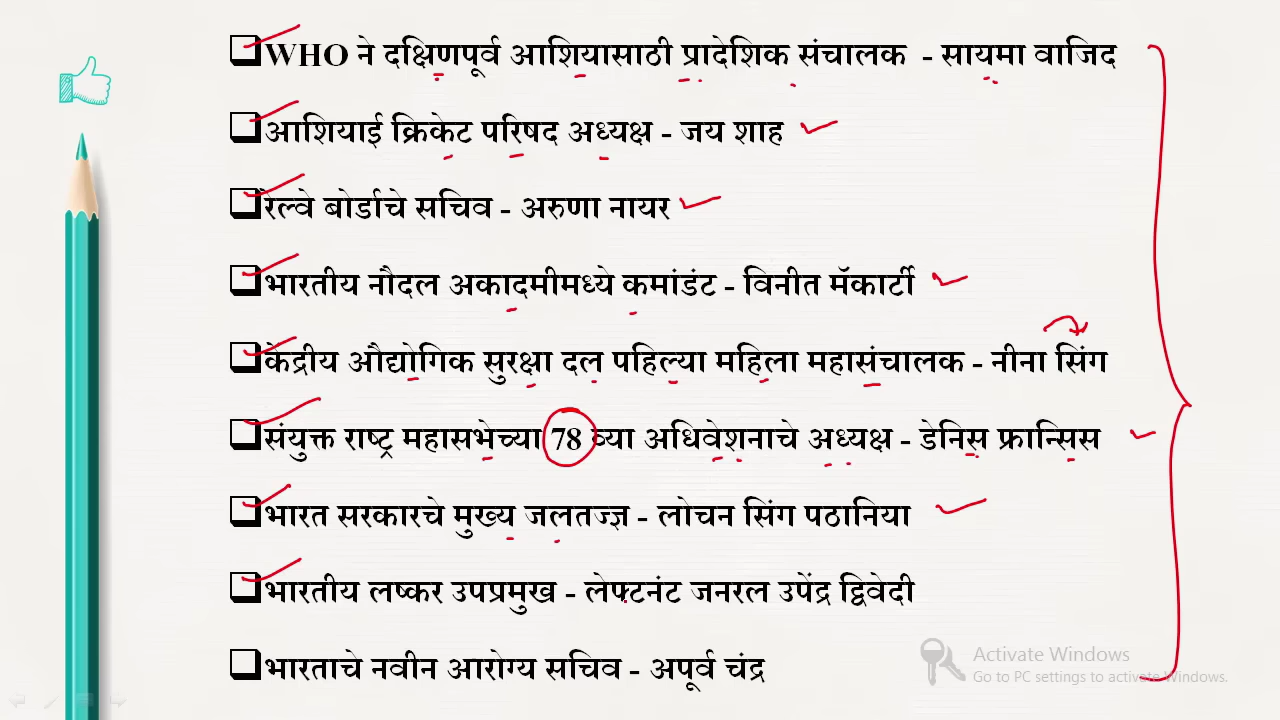 WHO ने दक्षिणपूर्व आशियासाठी प्रादेशिक संचालक - सायमा वाजिद
आशियाई क्रिकेट परिषद अध्यक्ष - जय शाह
रेल्वे बोर्डाचे सचिव - अरुणा नायर
भारतीय नौदल अकादमीमध्ये कमांडंट - विनीत मॅकार्टी
केंद्रीय औद्योगिक सुरक्षा दल पहिल्या महिला महासंचालक - नीना सिंग
संयुक्त राष्ट्र महासभेच्या 78 व्या अधिवेशनाचे अध्यक्ष - डेनिस फ्रान्सिस
भारत सरकारचे मुख्य जलतज्ज्ञ - लोचन सिंग पठानिया
भारतीय लष्कर उपप्रमुख - लेफ्टनंट जनरल उपेंद्र द्विवेदी
भारताचे नवीन आरोग्य सचिव - अपूर्व चंद्र
Activate Windows
Go to PC settings to activate Windows.